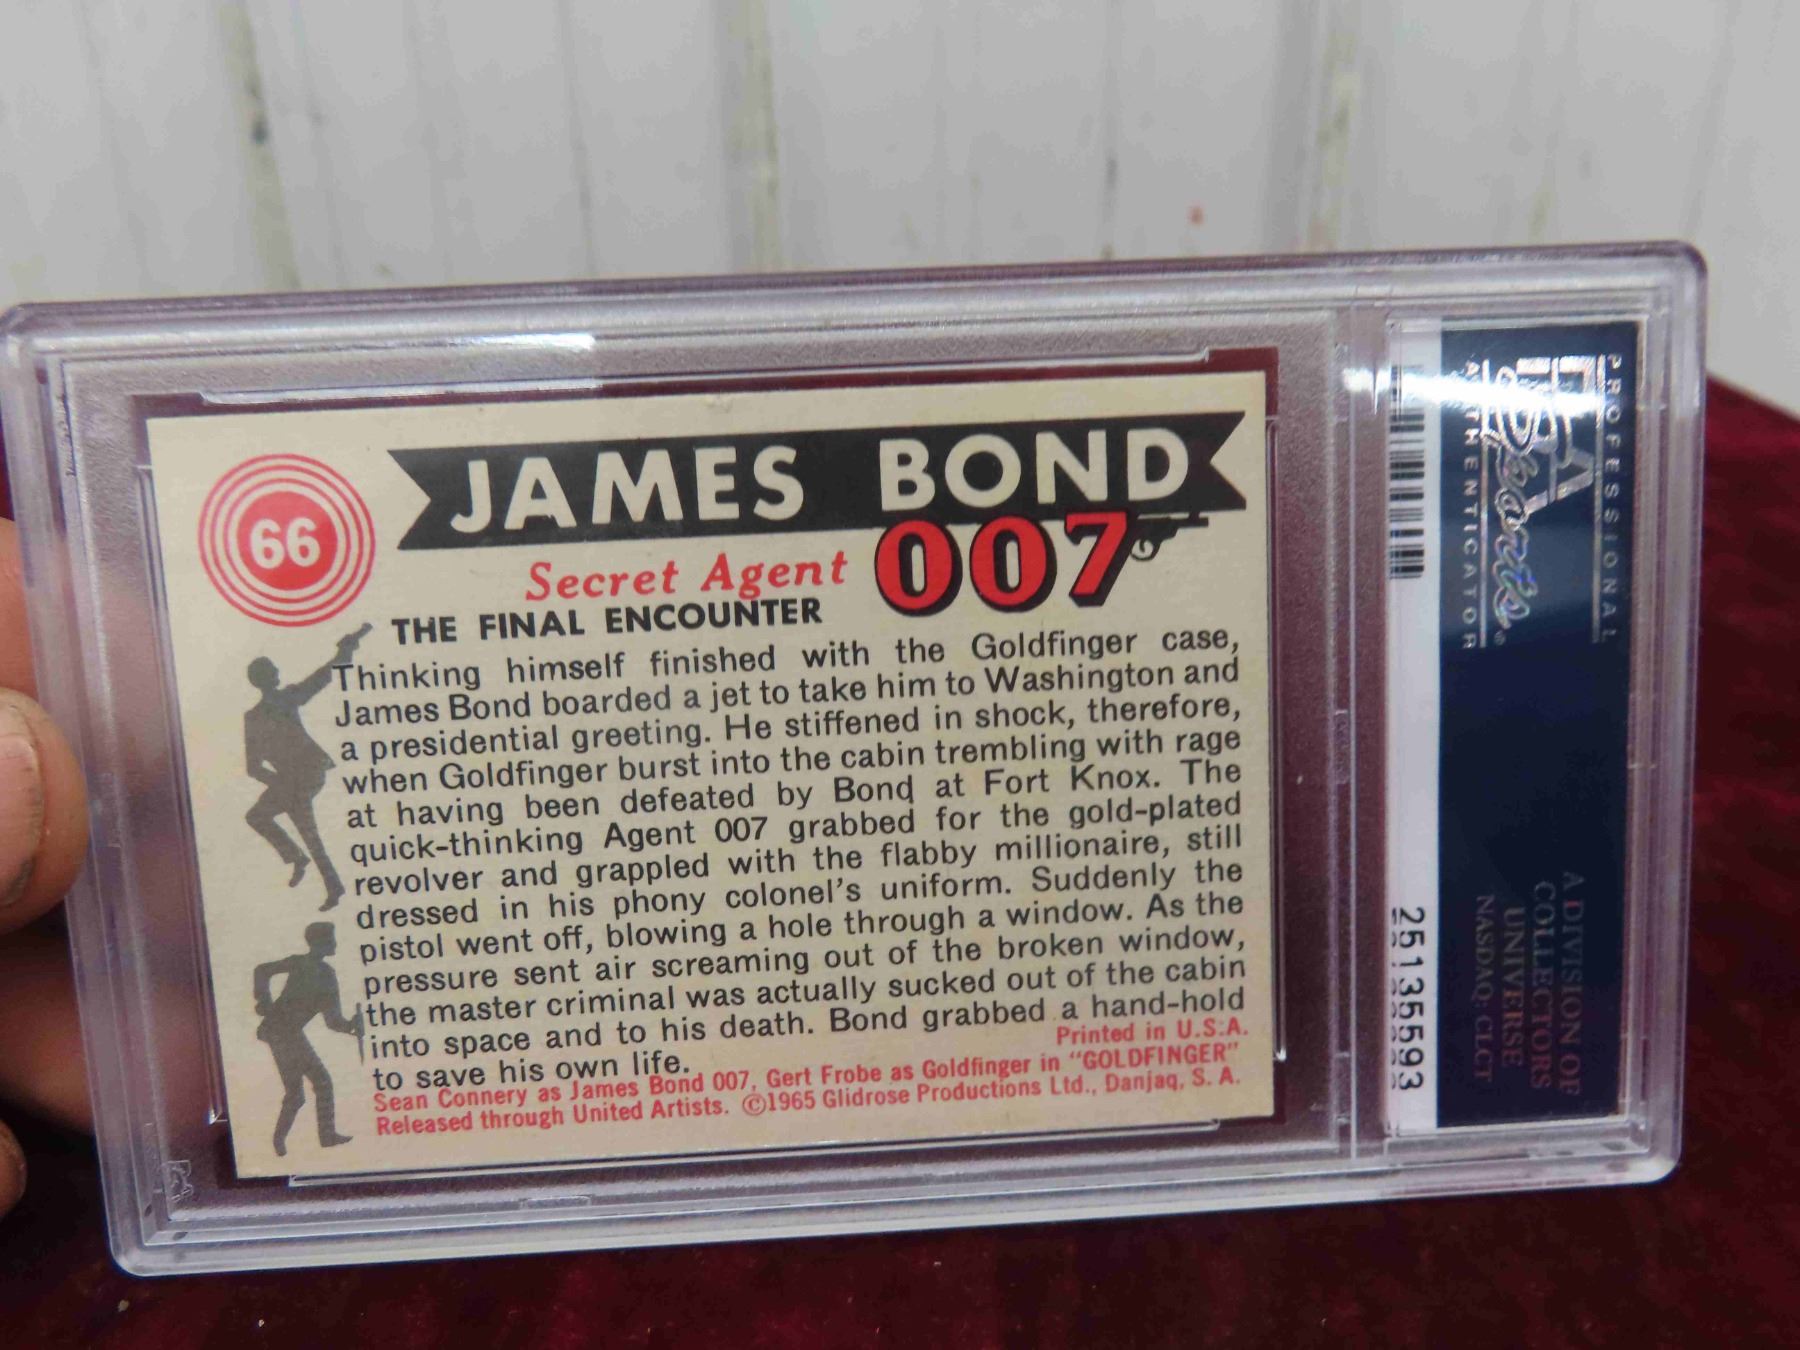 66
JAMES BOND
Secret Agent 007
THE FINAL ENCOUNTER
Thinking himself finished with the Goldfinger case,
James Bond boarded a jet to take him to Washington and
a presidential greeting. He stiffened in shock, therefore,
when Goldfinger burst into the cabin trembling with rage
at having been defeated by Bond at Fort Knox. The
quick-thinking Agent 007 grabbed for the gold-plated
revolver and grappled with the flabby millionaire, still
dressed in his phony colonel's uniform. Suddenly the
pistol went off, blowing a hole through a window. As the
pressure sent air screaming out of the broken window,
the master criminal was actually sucked out of the cabin
into space and to his death. Bond grabbed a hand-hold
to save his own life.
Printed in U.S.A.
Sean Connery as James Bond 007, Gert Frobe as Goldfinger in "GOLDFINGER"
Released through United Artists. ©1965 Glidrose Productions Ltd., Danjaq, S. A.
PROFESSIONAL
PSA
Sports
AUTHENTICATOR
A DIVISION OF
COLLECTORS
UNIVERSE
NASDAQ: CLCT
25135593